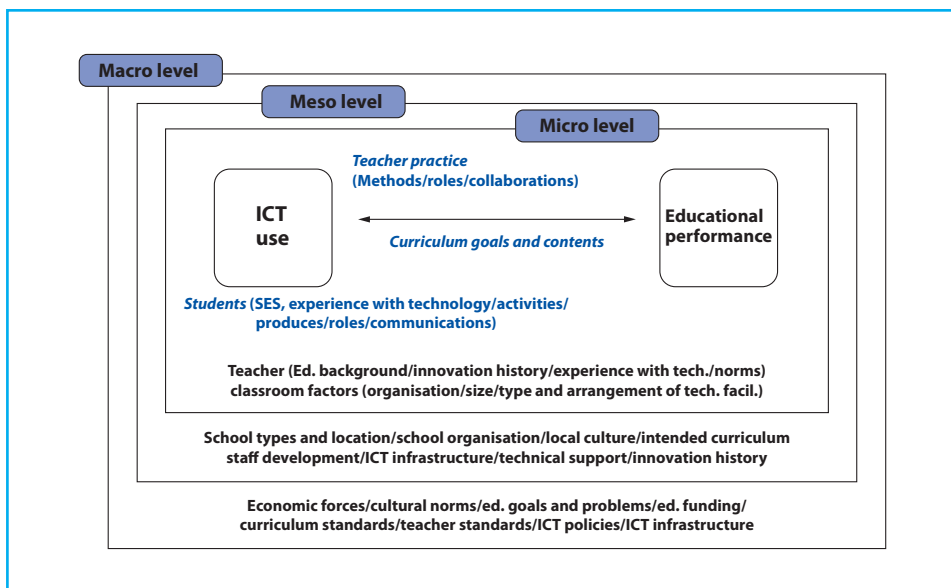 Macro level
Meso level
Micro level
Teacher practice
(Methods/roles/collaborations)
ICT
use
Educational
performance
Curriculum goals and contents
Students (SES, experience with technology/activities/
produces/roles/communications)
Teacher (Ed. background/innovation history/experience with tech./norms)
classroom factors (organisation/size/type and arrangement of tech. facil.)
School types and location/school organisation/local culture/intended curriculum
staff development/ICT infrastructure/technical support/innovation history
Economic forces/cultural norms/ed. goals and problems/ed. funding/
curriculum standards/teacher standards/ICT policies/ICT infrastructure